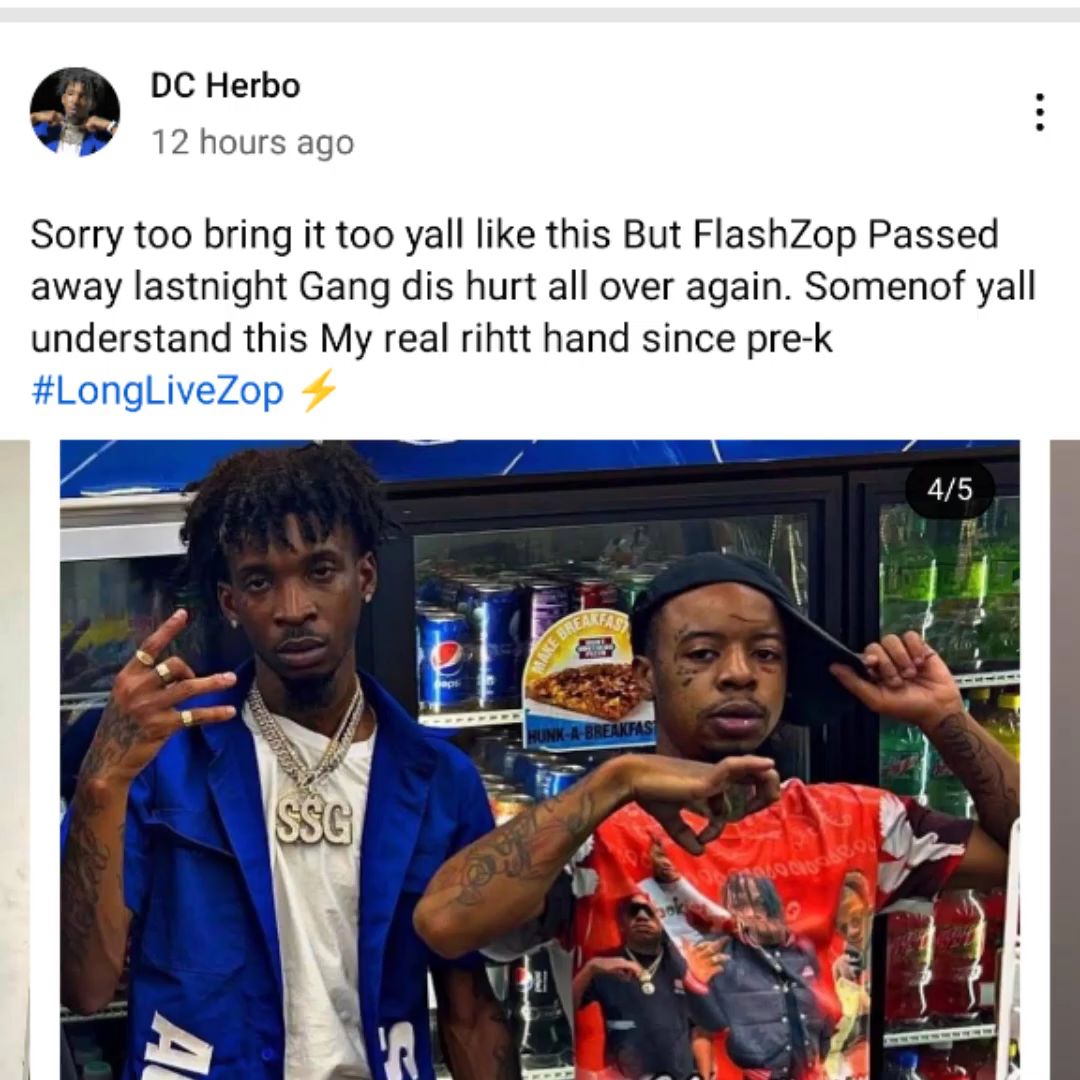 DC Herbo
12 hours ago
Sorry too bring it too yall like this But FlashZop Passed
away lastnight Gang dis hurt all over again. Somenof yall
understand this My real rihtt hand since pre-k
#LongLiveZop ⚡
4/5
MAKE BREAKFAST
pepsi
HUNK-A-BREAKFAST
SSG